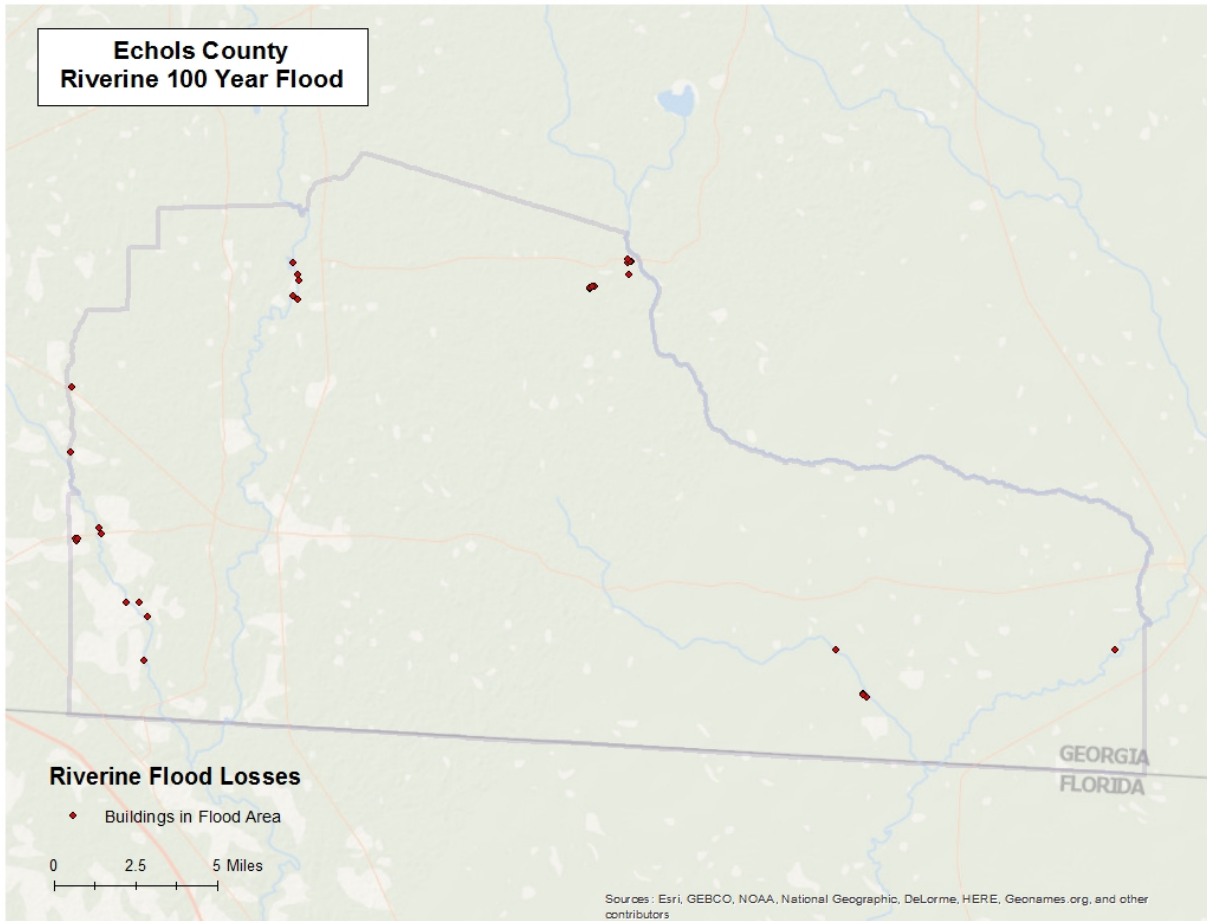 Echols County
Riverine 100 Year Flood
GEORGIA
FLORIDA
Riverine Flood Losses
Buildings in Flood Area
0 2.5 5 Miles
Sources: Esri, GEBCO, NOAA, National Geographic, DeLorme, HERE, Geonames.org, and other
contributors